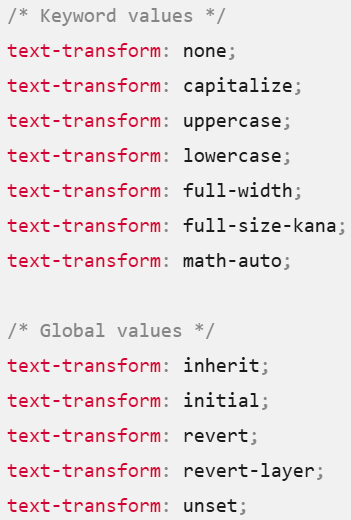 /* Keyword values */
text-transform: none;
text-transform: capitalize;
text-transform: uppercase;
text-transform: lowercase;
text-transform: full-width;
text-transform: full-size-kana;
text-transform: math-auto;
/* Global values */
text-transform: inherit;
text-transform: initial;
text-transform: revert;
text-transform: revert-layer;
text-transform: unset;